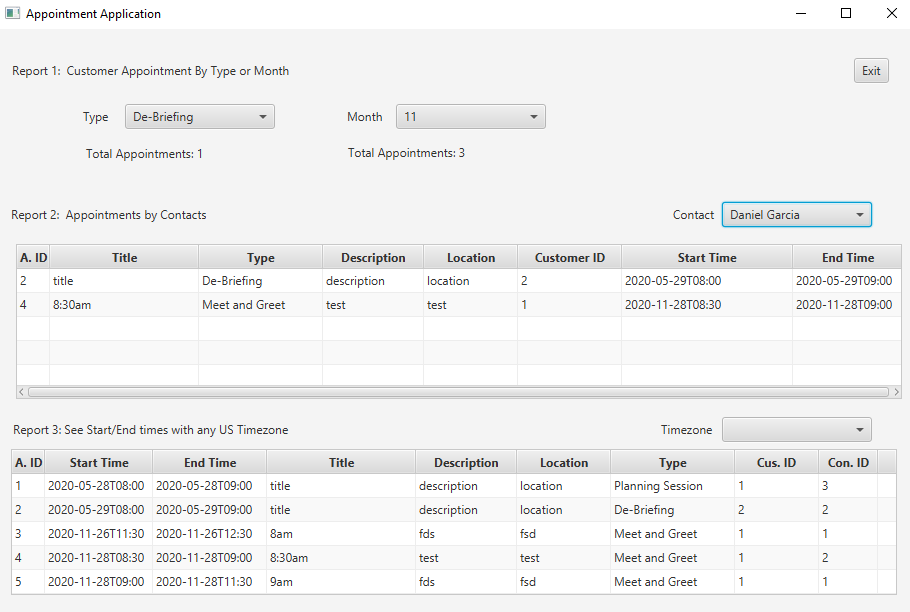 Appointment Application
Report 1: Customer Appointment By Type or Month
Exit
Type De-Briefing Month 11
Total Appointments: 1 Total Appointments: 3
Report 2: Appointments by Contacts Contact Daniel Garcia
A. ID Title Type Description Location Customer ID Start Time End Time
2 title De-Briefing description location 2 2020-05-29T08:00 2020-05-29T09:00
4 8:30am Meet and Greet test test 1 2020-11-28T08:30 2020-11-28T09:00
Report 3: See Start/End times with any US Timezone Timezone
A. ID Start Time End Time Title Description Location Type Cus. ID Con. ID
1 2020-05-28T08:00 2020-05-28T09:00 title description location Planning Session 1 3
2 2020-05-29T08:00 2020-05-29T09:00 title description location De-Briefing 2 2
3 2020-11-26T11:30 2020-11-26T12:30 8am fds fsd Meet and Greet 1 1
4 2020-11-28T08:30 2020-11-28T09:00 8:30am test test Meet and Greet 1 2
5 2020-11-28T09:00 2020-11-28T11:30 9am fds fsd Meet and Greet 1 1